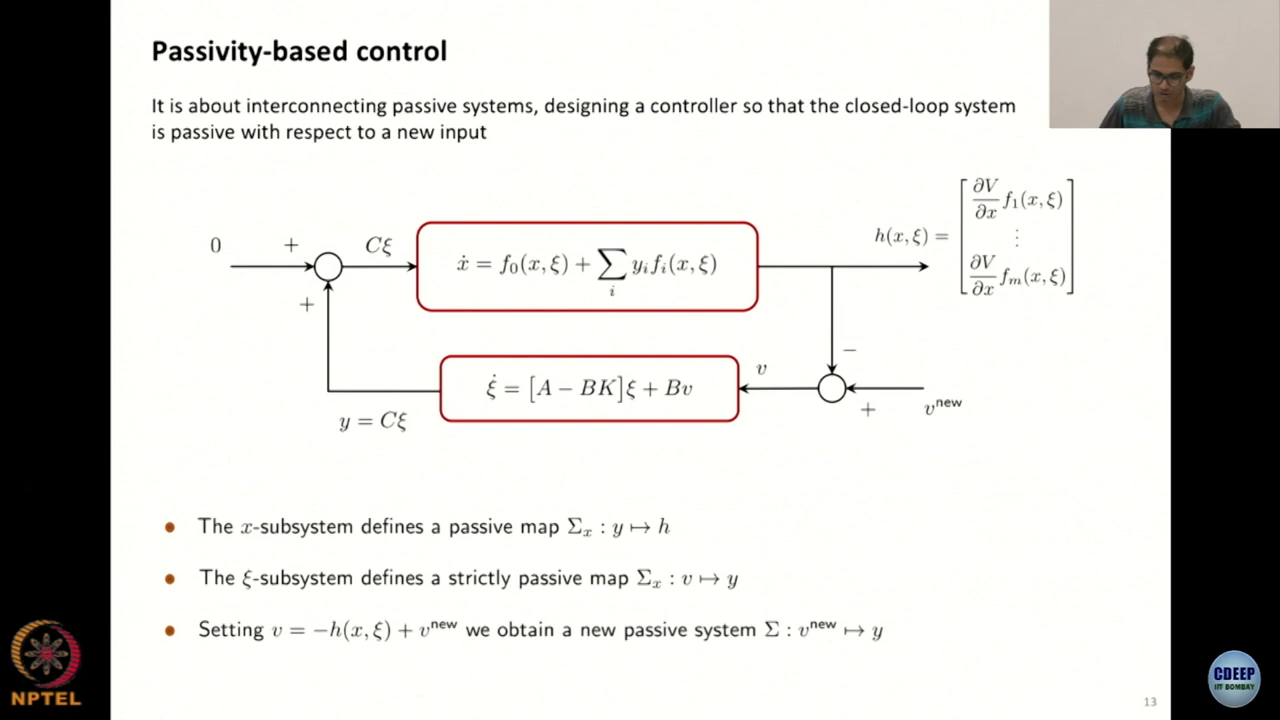 Passivity-based control
It is about interconnecting passive systems, designing a controller so that the closed-loop system
is passive with respect to a new input
0 + Cξ ẋ = f₀(x,ξ) + ∑ᵢ yᵢfᵢ(x,ξ) h(x,ξ) = [ ∂V/∂x f₁(x,ξ) ⋮ ∂V/∂x fₘ(x,ξ) ]
+ −
ξ̇ = [A − BK]ξ + Bv v
y = Cξ + vⁿᵉʷ
• The x-subsystem defines a passive map Σₓ : y ↦ h
• The ξ-subsystem defines a strictly passive map Σₓ : v ↦ y
• Setting v = −h(x,ξ) + vⁿᵉʷ we obtain a new passive system Σ : vⁿᵉʷ ↦ y
NPTEL
CDEEP
IIT BOMBAY
13